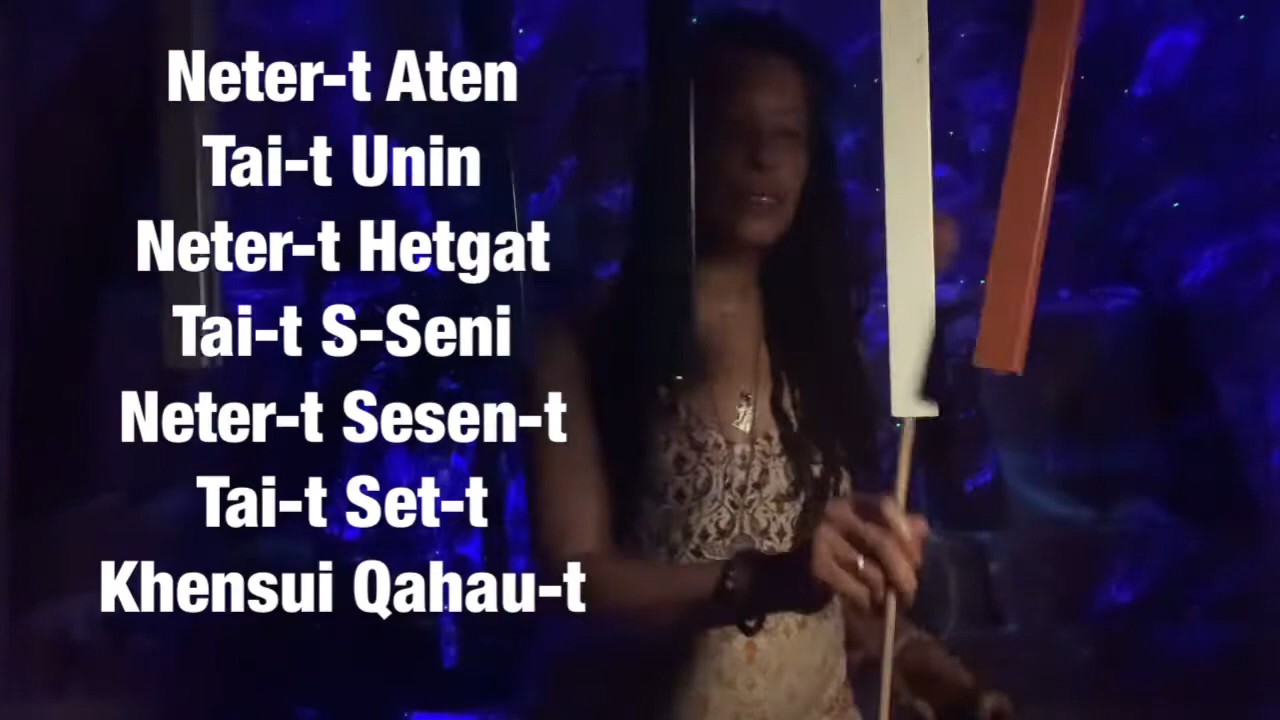 Neter-t Aten
Tai-t Unin
Neter-t Hetgat
Tai-t S-Seni
Neter-t Sesen-t
Tai-t Set-t
Khensui Qahau-t